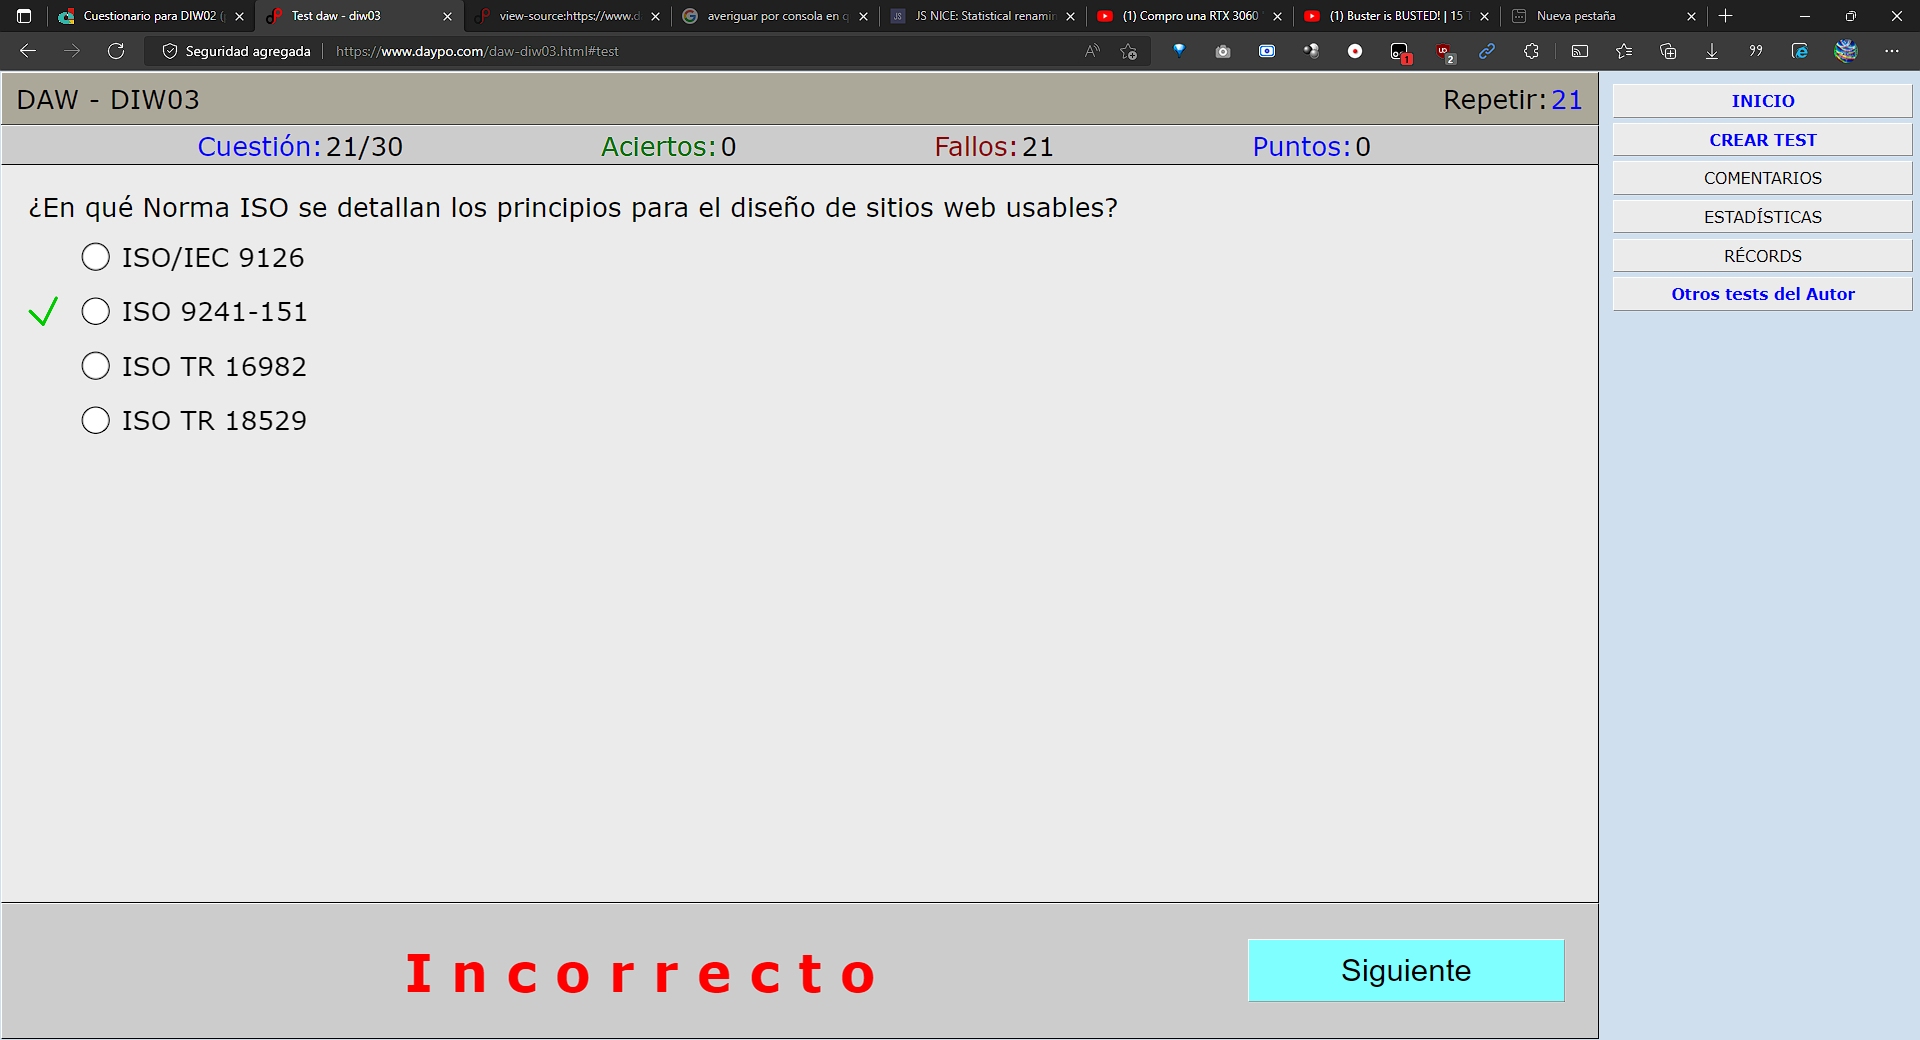 Cuestionario para DIW02 (
Test daw - diw03
view-source:https://www.d
averiguar por consola en q
JS NICE: Statistical renamin
(1) Compro una RTX 3060
(1) Buster is BUSTED! | 15 T
Nueva pestaña
Seguridad agregada
https://www.daypo.com/daw-diw03.html#test
1
2
DAW - DIW03
Repetir:21
Cuestión:21/30
Aciertos:0
Fallos:21
Puntos:0
¿En qué Norma ISO se detallan los principios para el diseño de sitios web usables?
ISO/IEC 9126
ISO 9241-151
ISO TR 16982
ISO TR 18529
Incorrecto
Siguiente
INICIO
CREAR TEST
COMENTARIOS
ESTADÍSTICAS
RÉCORDS
Otros tests del Autor